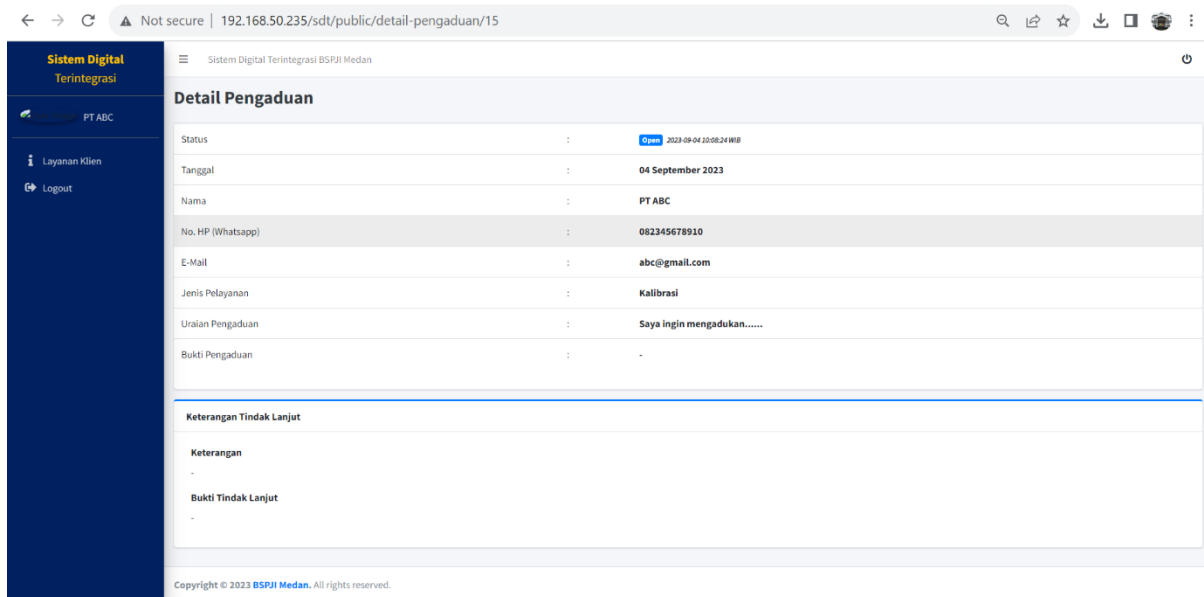 Not secure | 192.168.50.235/sdt/public/detail-pengaduan/15
Sistem Digital
Terintegrasi
PT ABC
Layanan Klien
Logout
Sistem Digital Terintegrasi BSPJI Medan
Detail Pengaduan
Status : Open 2023-09-04 10:08:24 WIB
Tanggal : 04 September 2023
Nama : PT ABC
No. HP (Whatsapp) : 082345678910
E-Mail : abc@gmail.com
Jenis Pelayanan : Kalibrasi
Uraian Pengaduan : Saya ingin mengadukan......
Bukti Pengaduan : -
Keterangan Tindak Lanjut
Keterangan
-
Bukti Tindak Lanjut
-
Copyright © 2023 BSPJI Medan. All rights reserved.